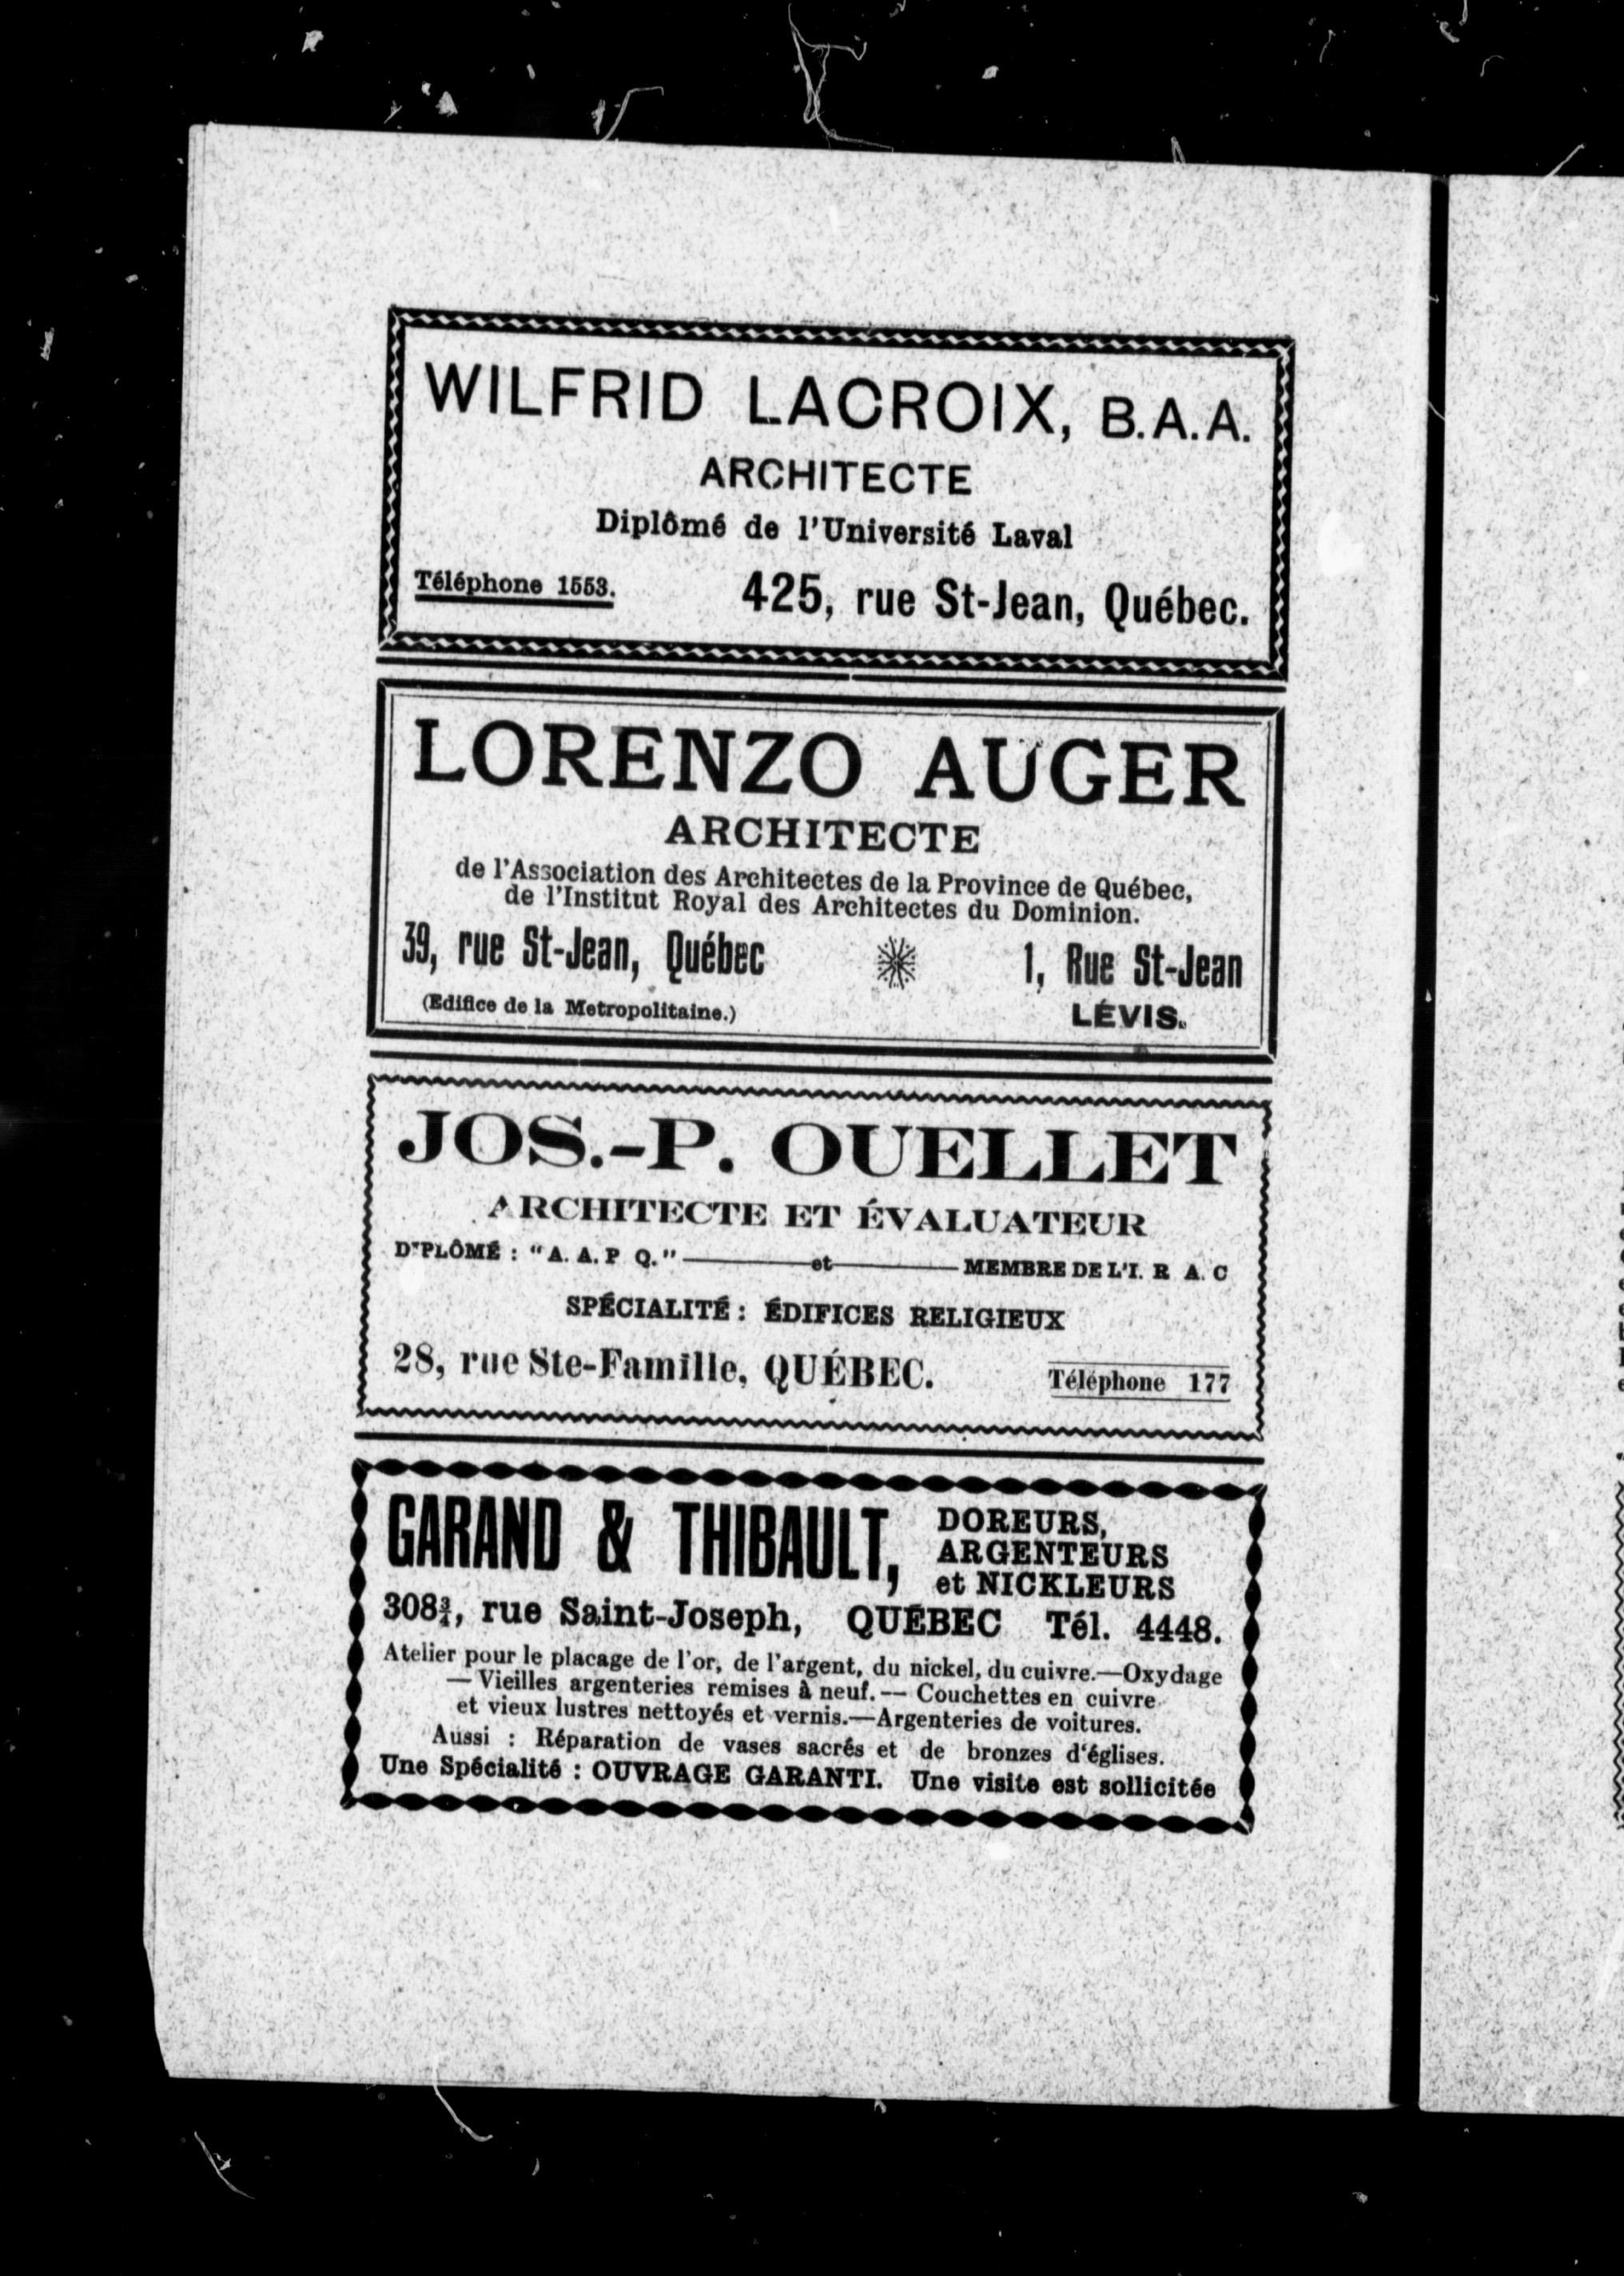 WILFRID LACROIX, B.A.A.
ARCHITECTE
Diplômé de l'Université Laval
Téléphone 1553. 425, rue St-Jean, Québec.
LORENZO AUGER
ARCHITECTE
de l'Association des Architectes de la Province de Québec,
de l'Institut Royal des Architectes du Dominion.
39, rue St-Jean, Québec 1, Rue St-Jean
(Edifice de la Metropolitaine.) LÉVIS.
JOS.-P. OUELLET
ARCHITECTE ET ÉVALUATEUR
DIPLÔMÉ : "A. A. P Q." — et — MEMBRE DE L'I. R A. C
SPÉCIALITÉ : ÉDIFICES RELIGIEUX
28, rue Ste-Famille, QUÉBEC. Téléphone 177
GARAND & THIBAULT, DOREURS,
ARGENTEURS
et NICKLEURS
308¾, rue Saint-Joseph, QUÉBEC Tél. 4448.
Atelier pour le placage de l'or, de l'argent, du nickel, du cuivre.—Oxydage
— Vieilles argenteries remises à neuf. — Couchettes en cuivre
et vieux lustres nettoyés et vernis.—Argenteries de voitures.
Aussi : Réparation de vases sacrés et de bronzes d'églises.
Une Spécialité : OUVRAGE GARANTI. Une visite est sollicitée